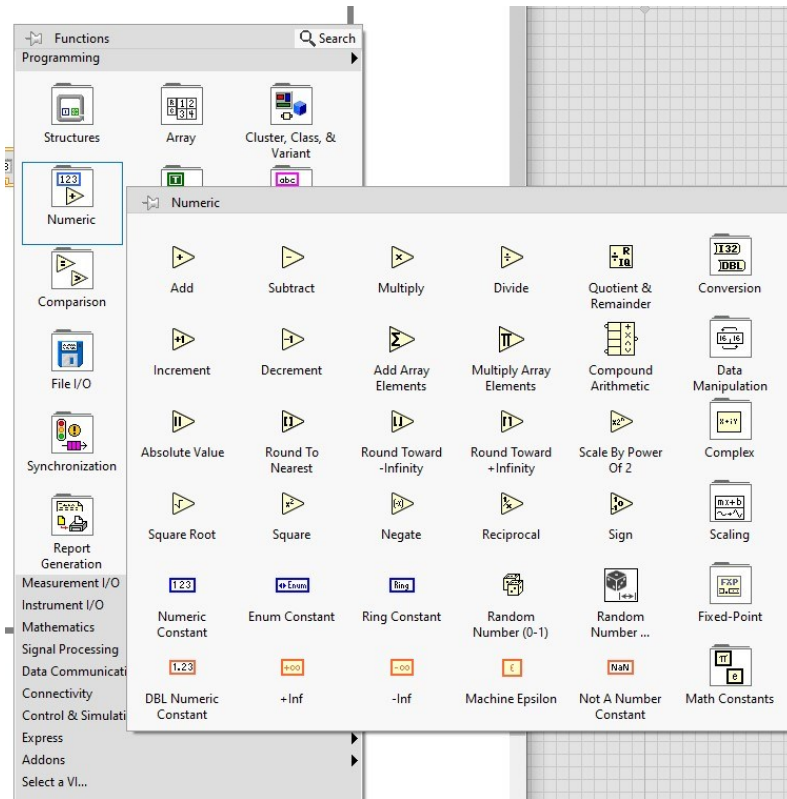 Functions
Search
Programming
Structures
Array
Cluster, Class, &
Variant
Numeric
Comparison
File I/O
Synchronization
Report
Generation
Measurement I/O
Instrument I/O
Mathematics
Signal Processing
Data Communicati
Connectivity
Control & Simulati
Express
Addons
Select a VI...
Numeric
Add
Subtract
Multiply
Divide
Quotient &
Remainder
Conversion
Increment
Decrement
Add Array
Elements
Multiply Array
Elements
Compound
Arithmetic
Data
Manipulation
Absolute Value
Round To
Nearest
Round Toward
-Infinity
Round Toward
+Infinity
Scale By Power
Of 2
Complex
Square Root
Square
Negate
Reciprocal
Sign
Scaling
Numeric
Constant
Enum Constant
Ring Constant
Random
Number (0-1)
Random
Number ...
Fixed-Point
DBL Numeric
Constant
+Inf
-Inf
Machine Epsilon
Not A Number
Constant
Math Constants